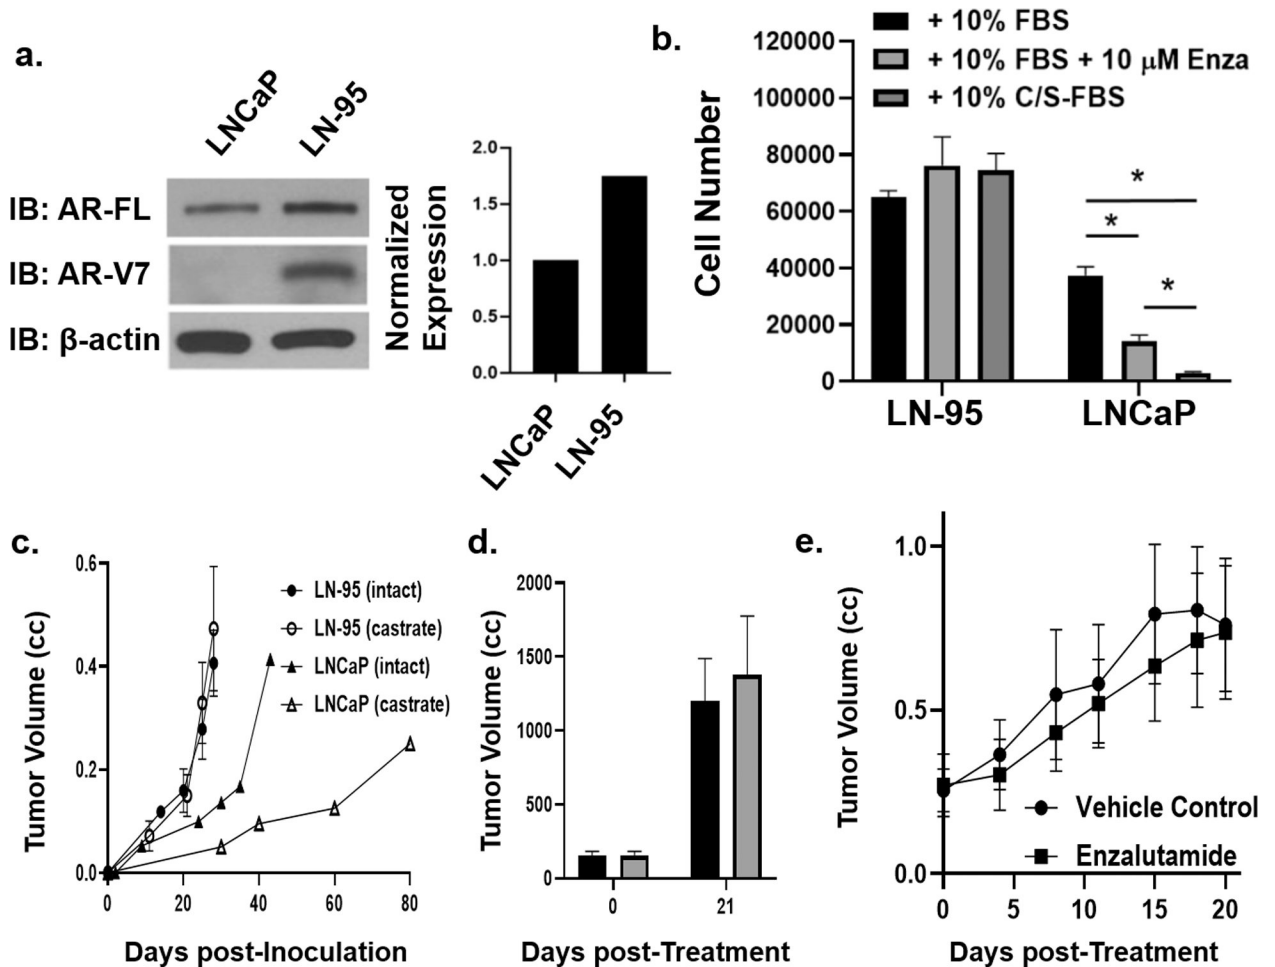 a.
LNCaP
LN-95
IB: AR-FL
IB: AR-V7
IB: β-actin
Normalized
Expression
2.0
1.5
1.0
0.5
0.0
LNCaP
LN-95
b.
+ 10% FBS
+ 10% FBS + 10 μM Enza
+ 10% C/S-FBS
Cell Number
120000
100000
80000
60000
40000
20000
0
*
*
*
LN-95
LNCaP
c.
Tumor Volume (cc)
0.6
0.4
0.2
0.0
LN-95 (intact)
LN-95 (castrate)
LNCaP (intact)
LNCaP (castrate)
0 20 40 60 80
Days post-Inoculation
d.
Tumor Volume (cc)
2000
1500
1000
500
0
0 21
Days post-Treatment
e.
Tumor Volume (cc)
1.0
0.5
0.0
Vehicle Control
Enzalutamide
0 5 10 15 20
Days post-Treatment